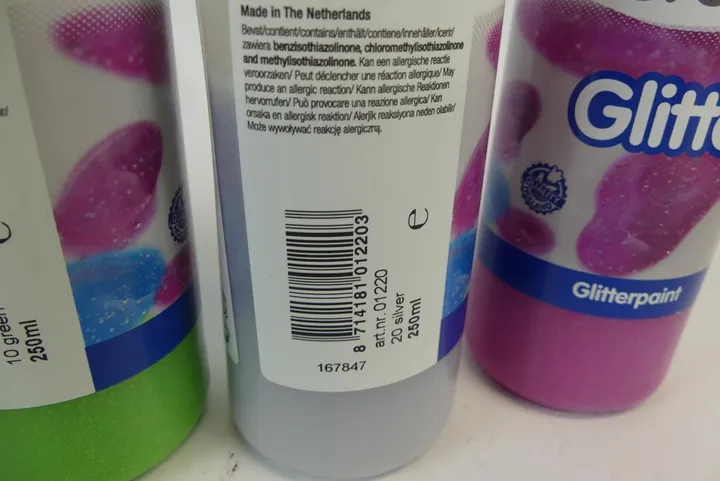 Made in The Netherlands
Bevat/contient/contains/enthält/contiene/innehåller/icerir/
zawiera benzisothiazolinone, chloromethylisothiazolinone
and methylisothiazolinone. Kan een allergische reactie
veroorzaken/ Peut déclencher une réaction allergique/ May
produce an allergic reaction/ Kann allergische Reaktionen
hervorrufen/ Può provocare una reazione allergica/ Kan
orsaka en allergisk reaktion/ Alerjik reaksiyona neden olabilir/
Może wywoływać reakcję alergiczną.
8 714181 012203
e
art.nr. 01220
20 silver
250ml
167847
e
10 green
250ml
Glitt
QUALITY
Glitterpaint